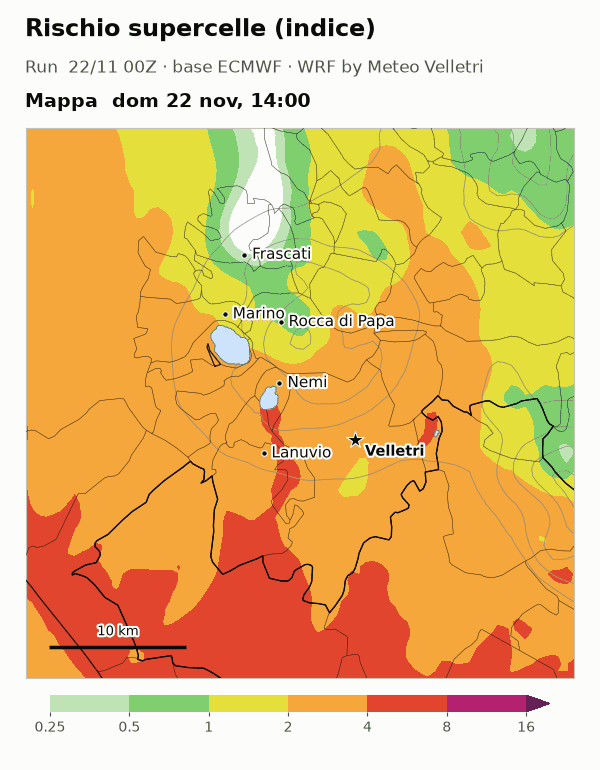 Rischio supercelle (indice)
Run  22/11 00Z · base ECMWF · WRF by Meteo Velletri
Mappa  dom 22 nov, 14:00
Frascati
Marino
Rocca di Papa
Nemi
Velletri
Lanuvio
10 km
0.25 0.5 1 2 4 8 16